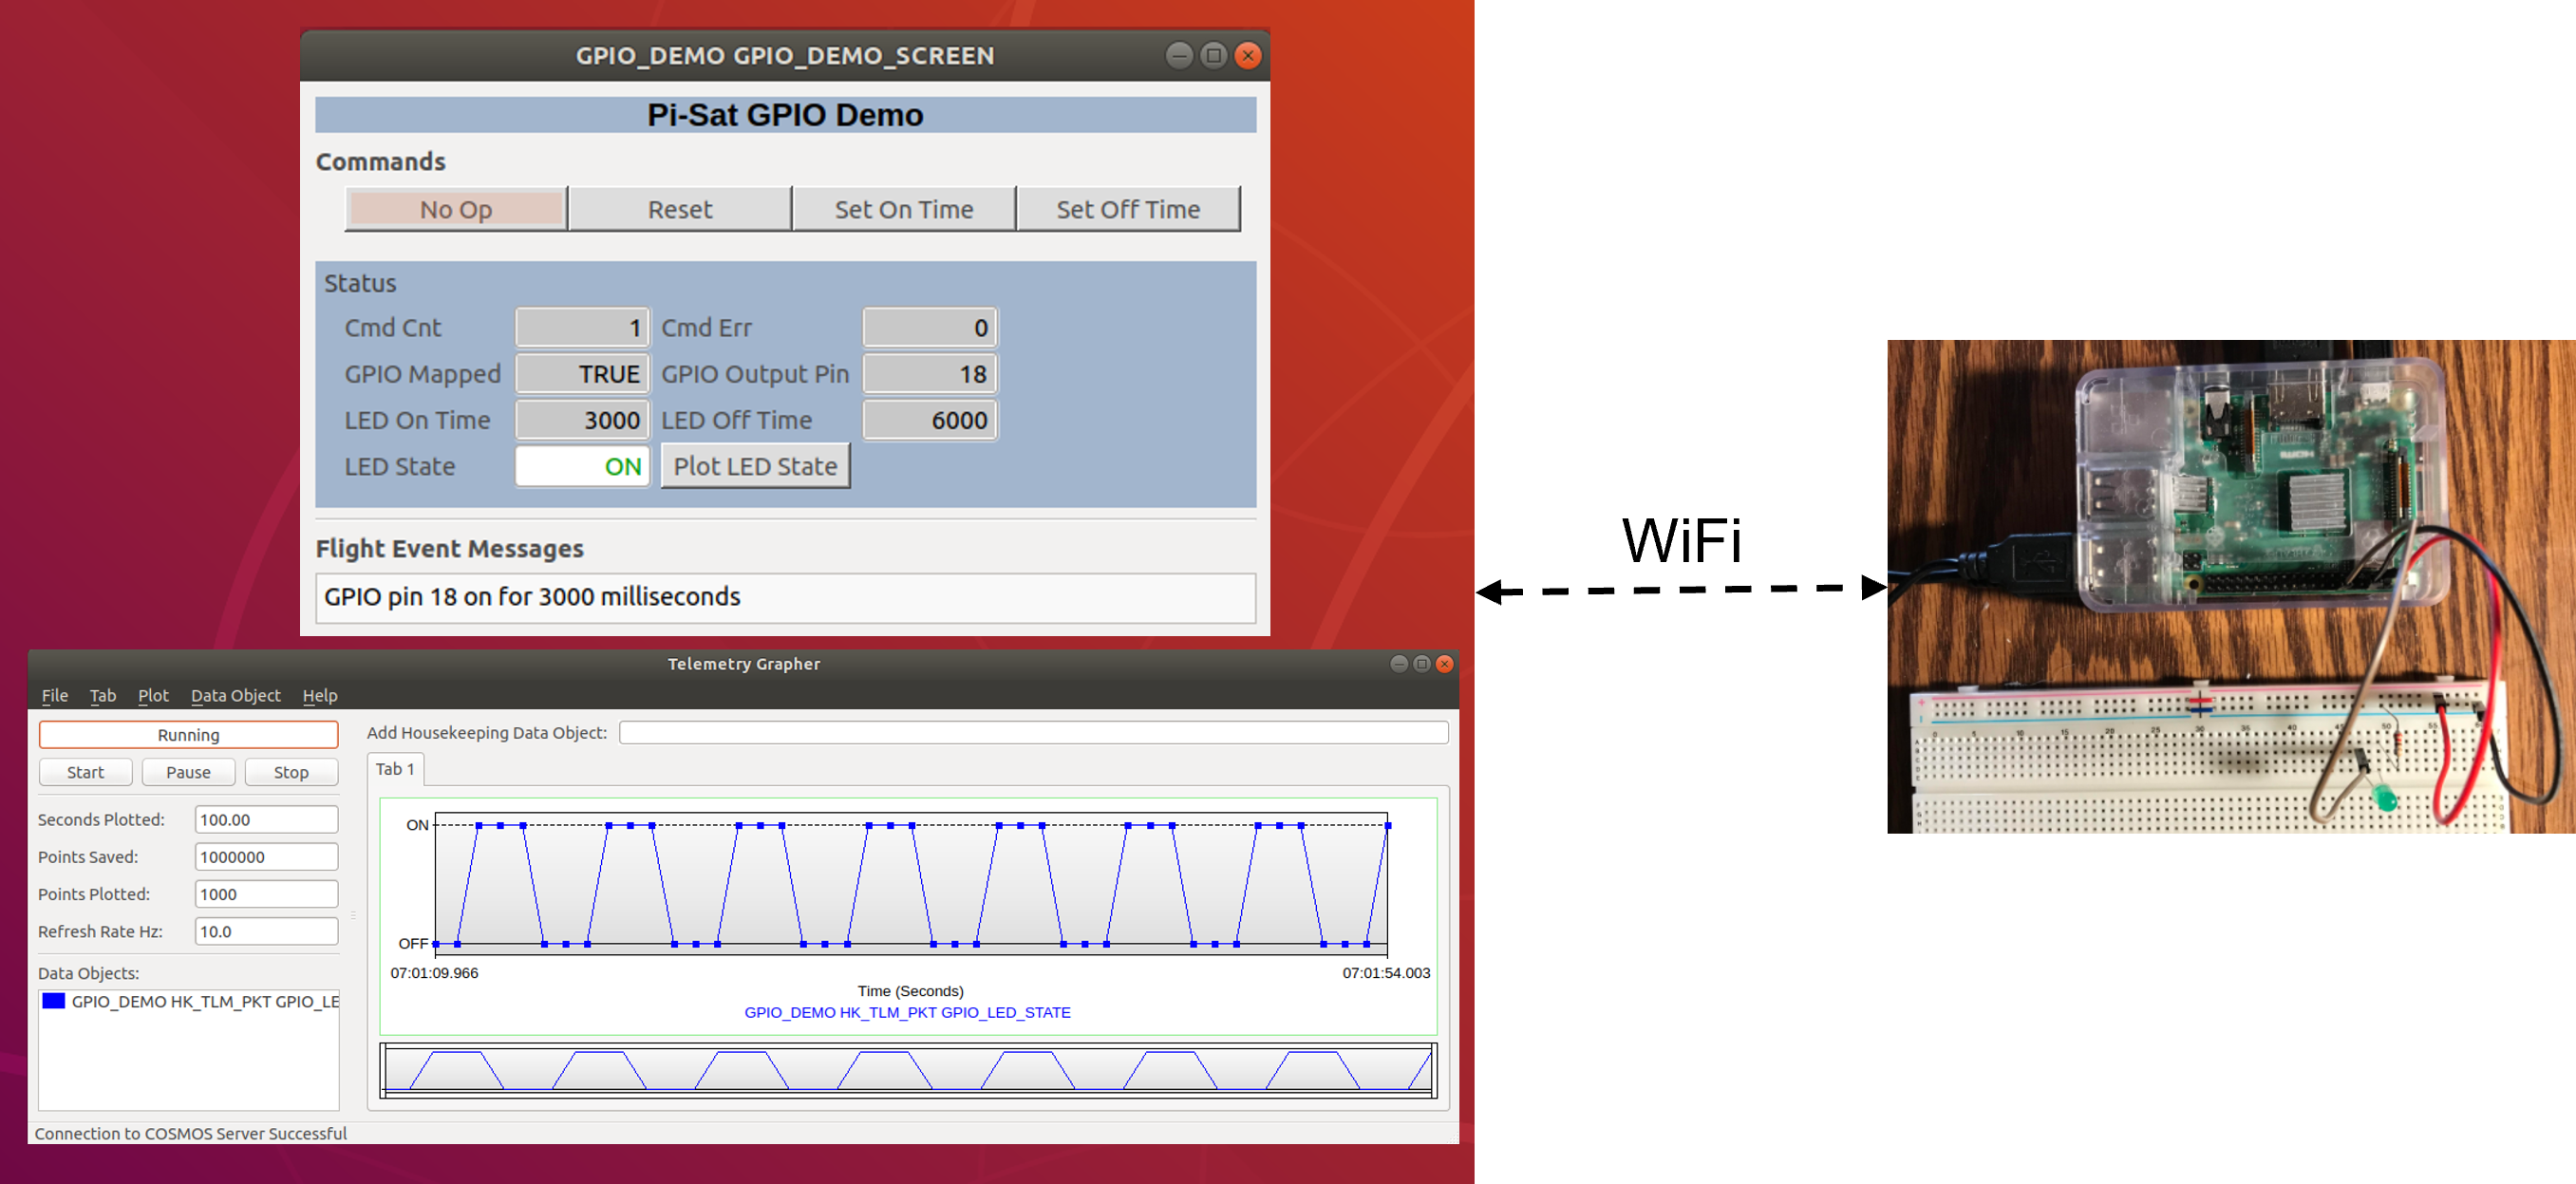 GPIO_DEMO GPIO_DEMO_SCREEN
Pi-Sat GPIO Demo
Commands
No Op Reset Set On Time Set Off Time
Status
Cmd Cnt 1 Cmd Err 0
GPIO Mapped TRUE GPIO Output Pin 18
LED On Time 3000 LED Off Time 6000
LED State ON Plot LED State
Flight Event Messages
GPIO pin 18 on for 3000 milliseconds
Telemetry Grapher
File Tab Plot Data Object Help
Running
Start Pause Stop
Seconds Plotted: 100.00
Points Saved: 1000000
Points Plotted: 1000
Refresh Rate Hz: 10.0
Data Objects:
GPIO_DEMO HK_TLM_PKT GPIO_LE
Add Housekeeping Data Object:
Tab 1
ON
OFF
07:01:09.966 07:01:54.003
Time (Seconds)
GPIO_DEMO HK_TLM_PKT GPIO_LED_STATE
Connection to COSMOS Server Successful
WiFi